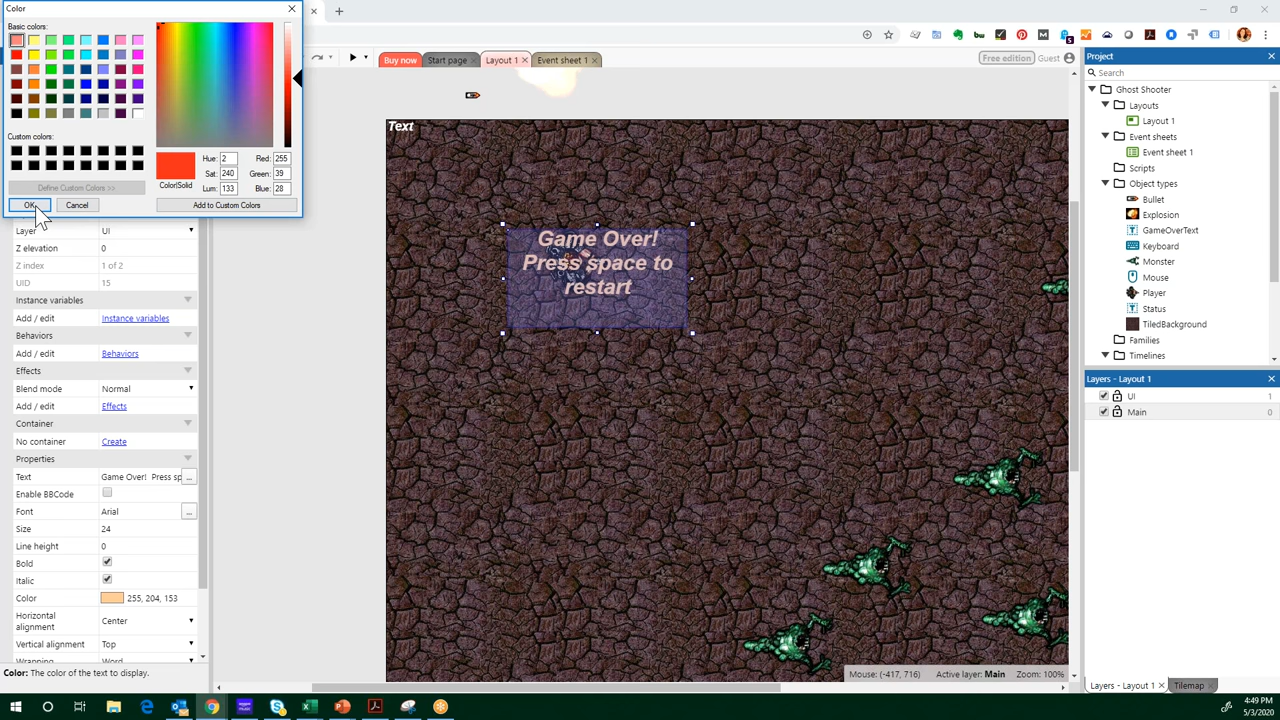 Color
Basic colors:
Custom colors:
Define Custom Colors >>
OK
Cancel
Color|Solid
Hue: 2
Sat: 240
Lum: 133
Red: 255
Green: 39
Blue: 28
Add to Custom Colors
Buy now
Start page
Layout 1
Event sheet 1
Free edition
Guest
Layer UI
Z elevation 0
Z index 1 of 2
UID 15
Instance variables
Add / edit Instance variables
Behaviors
Add / edit Behaviors
Effects
Blend mode Normal
Add / edit Effects
Container
No container Create
Properties
Text Game Over! Press sp ...
Enable BBCode
Font Arial ...
Size 24
Line height 0
Bold
Italic
Color 255, 204, 153
Horizontal
alignment Center
Vertical alignment Top
Color: The color of the text to display.
Text
Game Over!
Press space to
restart
Mouse: (-417, 716) Active layer: Main Zoom: 100%
Project
Search
Ghost Shooter
Layouts
Layout 1
Event sheets
Event sheet 1
Scripts
Object types
Bullet
Explosion
GameOverText
Keyboard
Monster
Mouse
Player
Status
TiledBackground
Families
Timelines
Layers - Layout 1
UI 1
Main 0
Layers - Layout 1
Tilemap
4:49 PM
5/3/2020